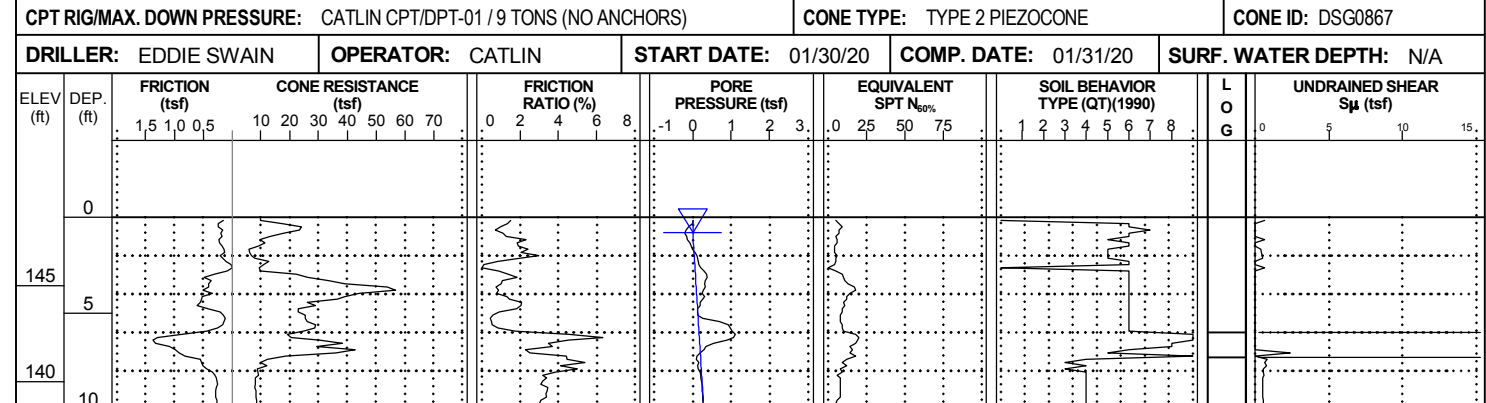 CPT RIG/MAX. DOWN PRESSURE: CATLIN CPT/DPT-01 / 9 TONS (NO ANCHORS) CONE TYPE: TYPE 2 PIEZOCONE CONE ID: DSG0867
DRILLER: EDDIE SWAIN OPERATOR: CATLIN START DATE: 01/30/20 COMP. DATE: 01/31/20 SURF. WATER DEPTH: N/A
ELEV (ft)
DEP. (ft)
FRICTION (tsf)
1.5 1.0 0.5
CONE RESISTANCE (tsf)
10 20 30 40 50 60 70
FRICTION RATIO (%)
0 2 4 6 8
PORE PRESSURE (tsf)
-1 0 1 2 3
EQUIVALENT SPT N60%
0 25 50 75
SOIL BEHAVIOR TYPE (QT)(1990)
1 2 3 4 5 6 7 8
L O G
UNDRAINED SHEAR Sµ (tsf)
0 5 10 15
0
145
5
140
10